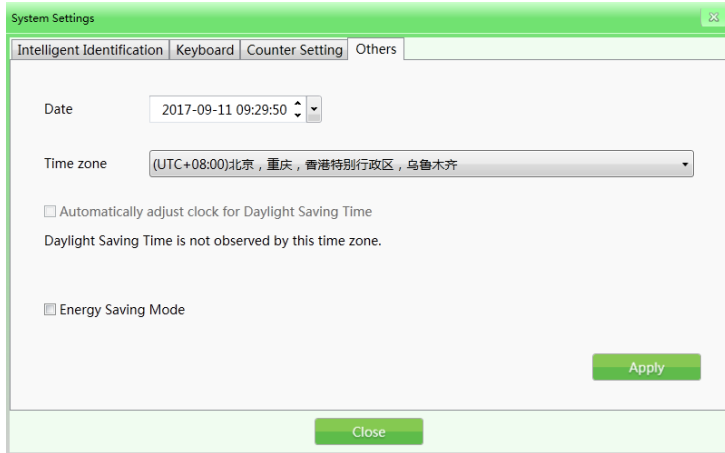 System Settings
Intelligent Identification Keyboard Counter Setting Others
Date 2017-09-11 09:29:50
Time zone (UTC+08:00)北京，重庆，香港特别行政区，乌鲁木齐
Automatically adjust clock for Daylight Saving Time
Daylight Saving Time is not observed by this time zone.
Energy Saving Mode
Apply
Close